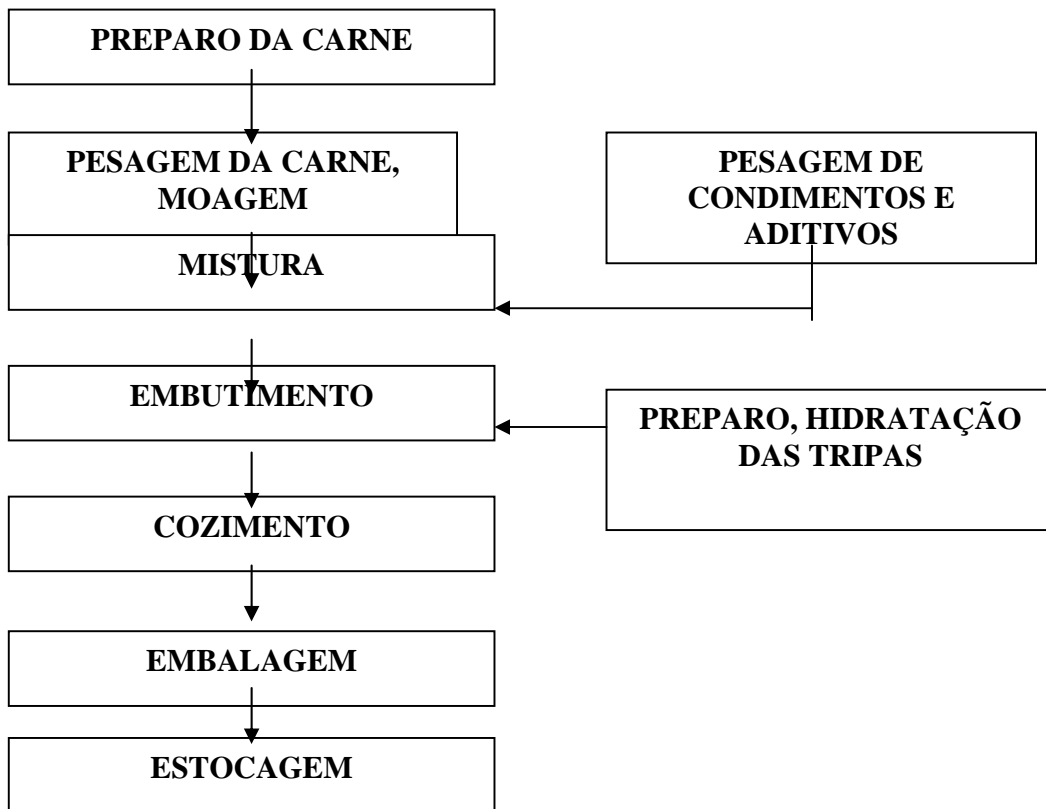 PREPARO DA CARNE
PESAGEM DA CARNE,
MOAGEM
PESAGEM DE
CONDIMENTOS E
ADITIVOS
MISTURA
EMBUTIMENTO
PREPARO, HIDRATAÇÃO
DAS TRIPAS
COZIMENTO
EMBALAGEM
ESTOCAGEM